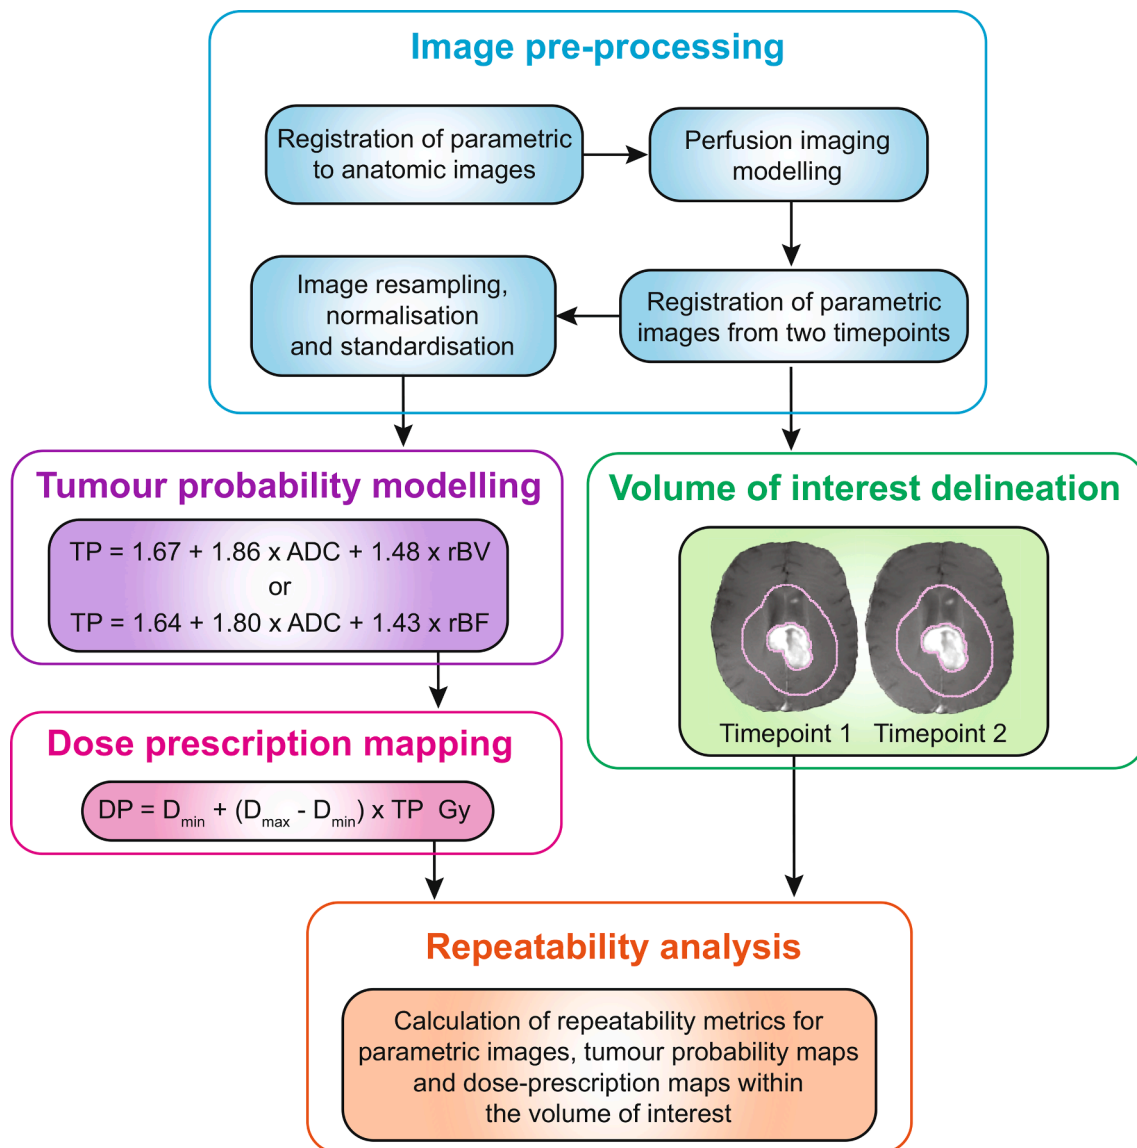 Image pre-processing
Registration of parametric
to anatomic images
Perfusion imaging
modelling
Image resampling,
normalisation
and standardisation
Registration of parametric
images from two timepoints
Tumour probability modelling
TP = 1.67 + 1.86 x ADC + 1.48 x rBV
or
TP = 1.64 + 1.80 x ADC + 1.43 x rBF
Volume of interest delineation
Timepoint 1 Timepoint 2
Dose prescription mapping
DP = Dmin + (Dmax - Dmin) x TP Gy
Repeatability analysis
Calculation of repeatability metrics for
parametric images, tumour probability maps
and dose-prescription maps within
the volume of interest